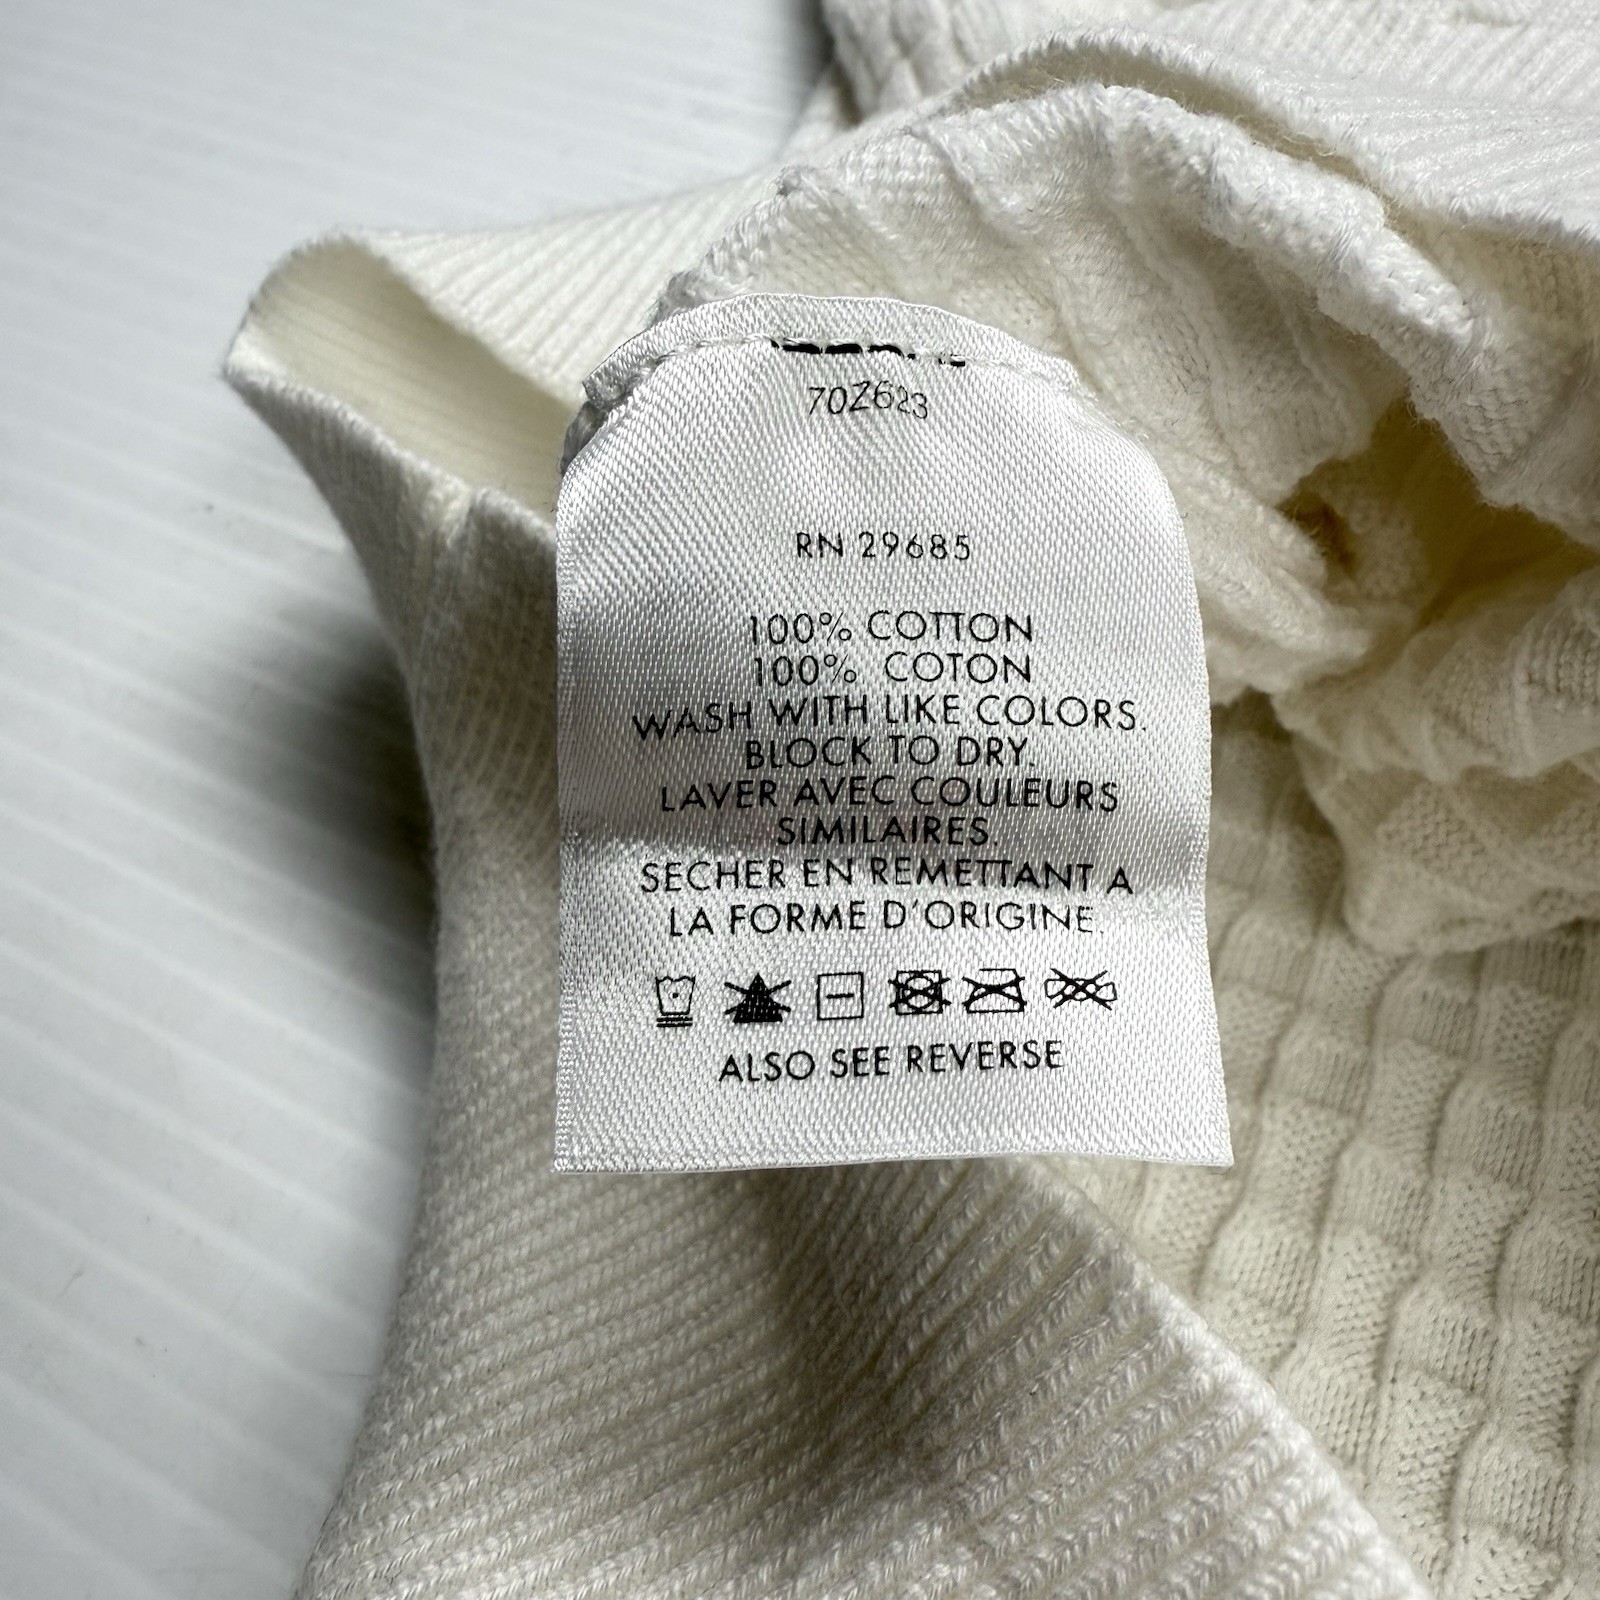 70Z623
RN 29685
100% COTTON
100% COTON
WASH WITH LIKE COLORS.
BLOCK TO DRY.
LAVER AVEC COULEURS
SIMILAIRES.
SECHER EN REMETTANT A
LA FORME D'ORIGINE.
ALSO SEE REVERSE